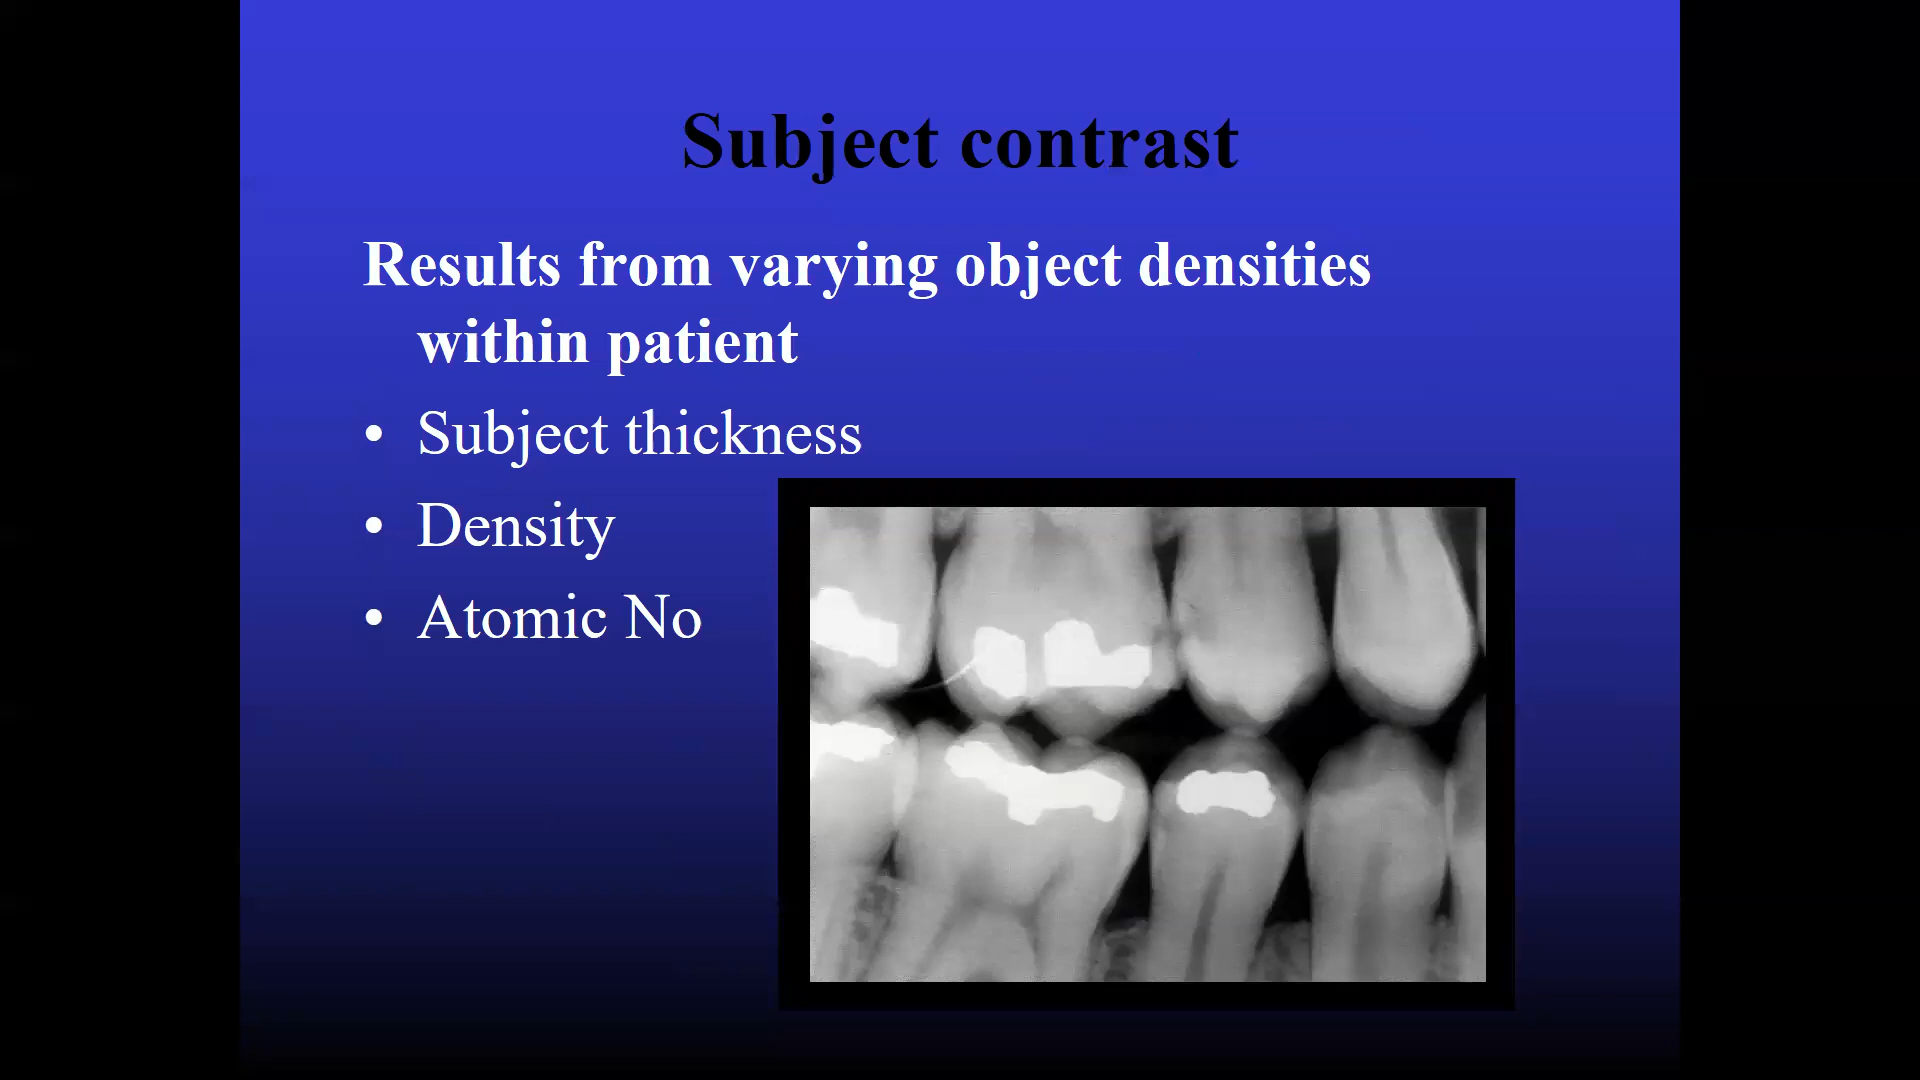 Subject contrast
Results from varying object densities
within patient
• Subject thickness
• Density
• Atomic No